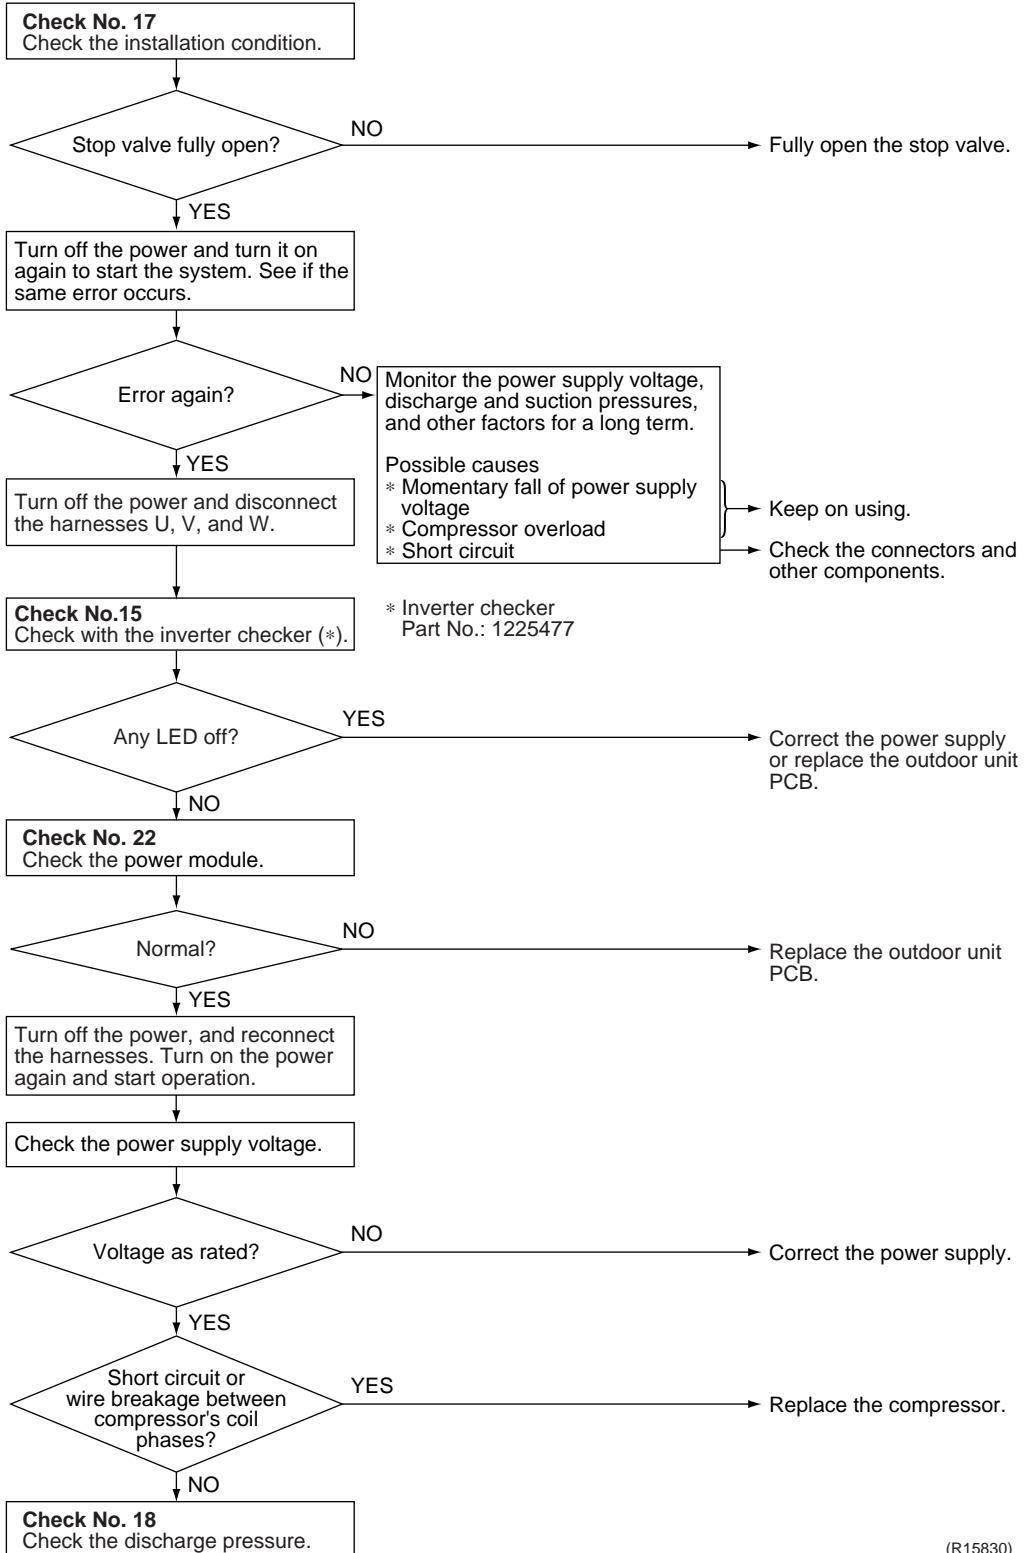 Check No. 17
Check the installation condition.
Stop valve fully open?
NO
Fully open the stop valve.
YES
Turn off the power and turn it on
again to start the system. See if the
same error occurs.
Error again?
NO
Monitor the power supply voltage,
discharge and suction pressures,
and other factors for a long term.
Possible causes
* Momentary fall of power supply
voltage
* Compressor overload
* Short circuit
Keep on using.
Check the connectors and
other components.
YES
Turn off the power and disconnect
the harnesses U, V, and W.
* Inverter checker
Part No.: 1225477
Check No.15
Check with the inverter checker (*).
Any LED off?
YES
Correct the power supply
or replace the outdoor unit
PCB.
NO
Check No. 22
Check the power module.
Normal?
NO
Replace the outdoor unit
PCB.
YES
Turn off the power, and reconnect
the harnesses. Turn on the power
again and start operation.
Check the power supply voltage.
Voltage as rated?
NO
Correct the power supply.
YES
Short circuit or
wire breakage between
compressor's coil
phases?
YES
Replace the compressor.
NO
Check No. 18
Check the discharge pressure.
(R15830)